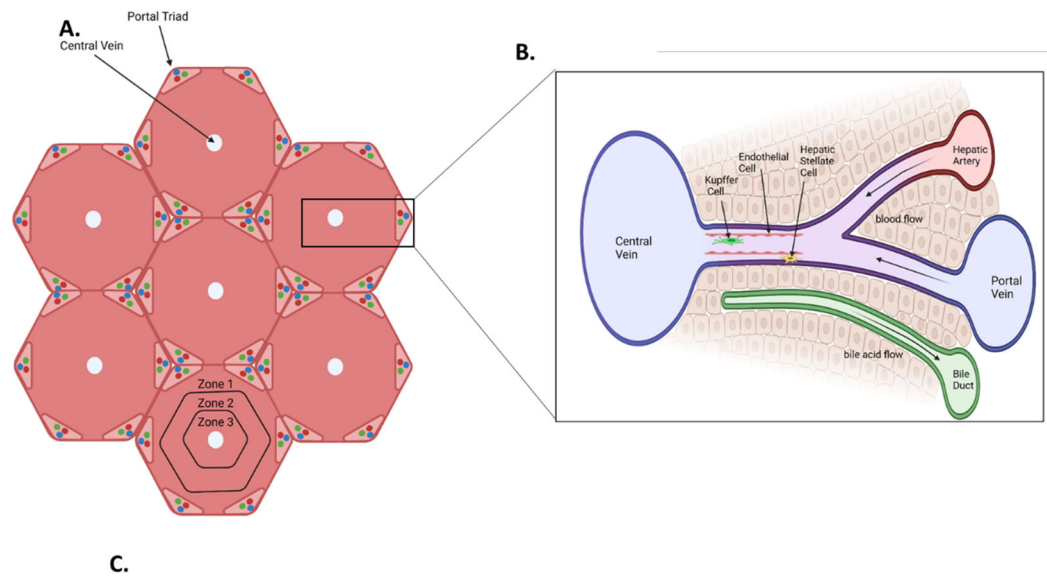 A.
Portal Triad
Central Vein
Zone 1
Zone 2
Zone 3
B.
Hepatic
Artery
Endothelial
Cell
Hepatic
Stellate
Cell
Kupffer
Cell
blood flow
Central
Vein
Portal
Vein
bile acid flow
Bile
Duct
C.